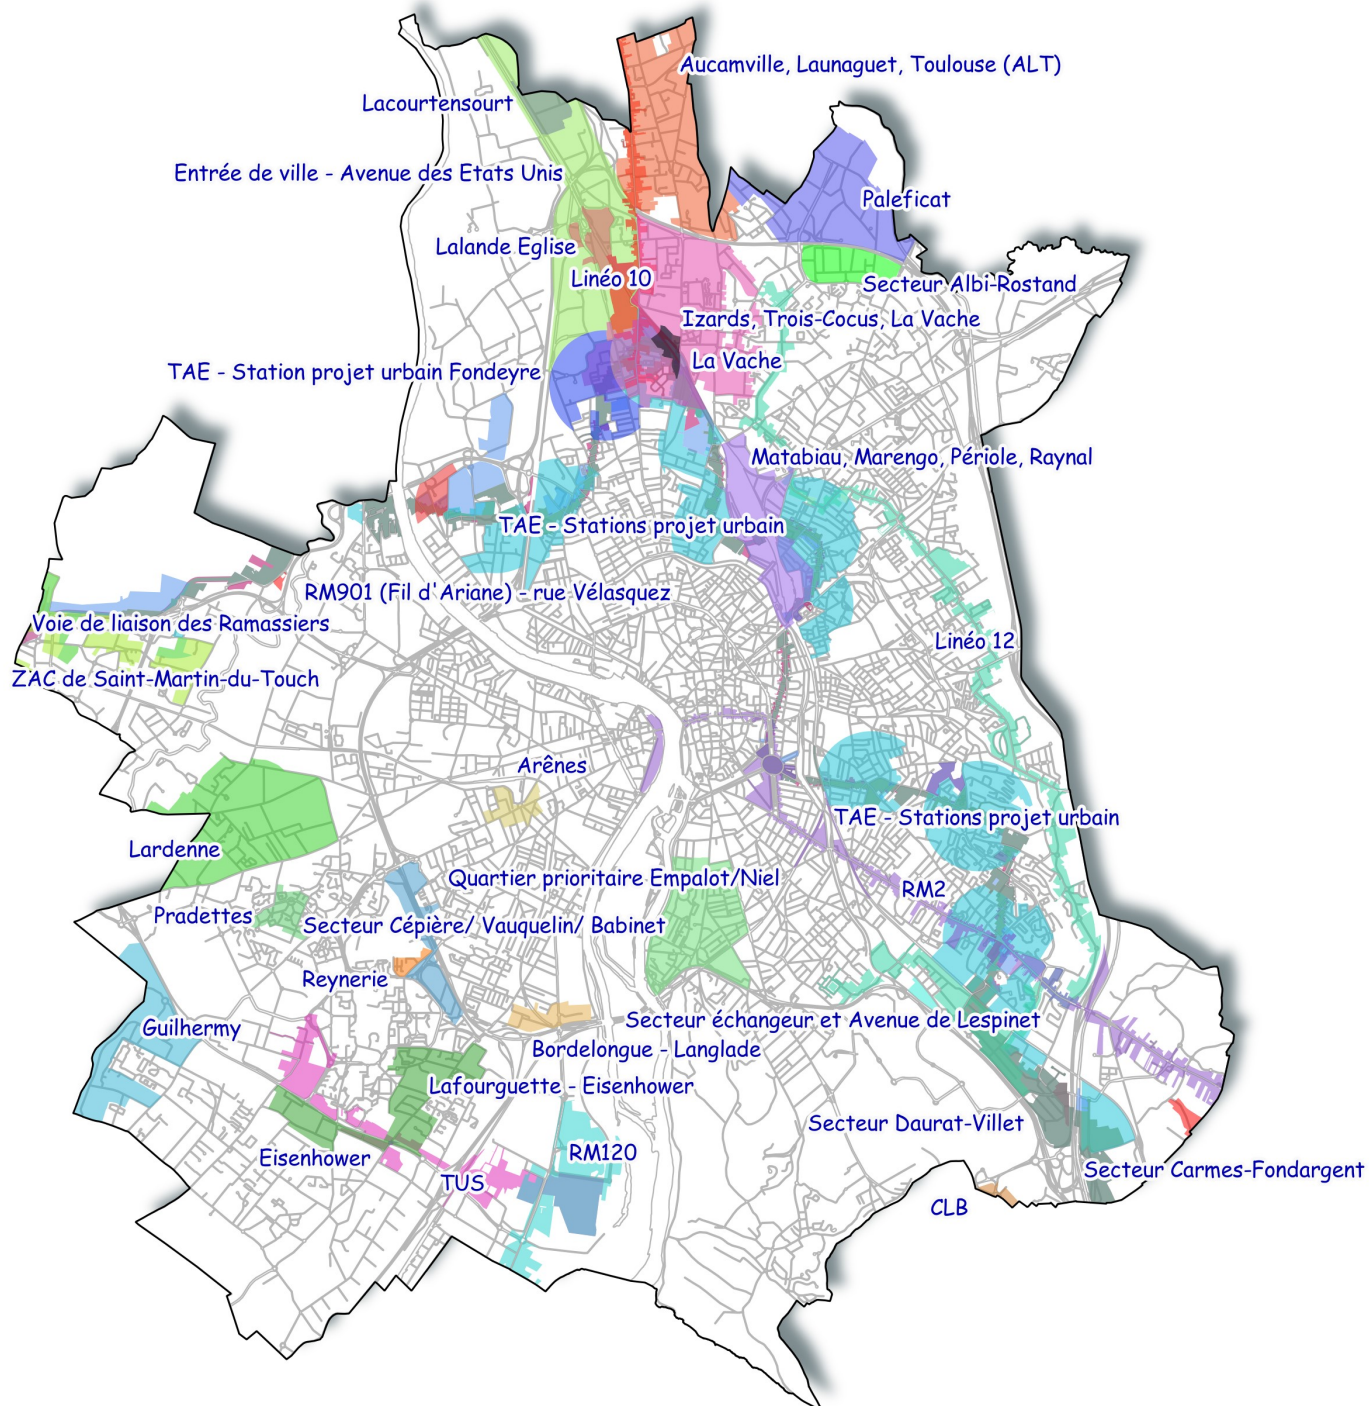 Aucamville, Launaguet, Toulouse (ALT)
Lacourtensourt
Entrée de ville - Avenue des Etats Unis
Paleficat
Lalande Eglise
Linéo 10
Secteur Albi-Rostand
Izards, Trois-Cocus, La Vache
La Vache
TAE - Station projet urbain Fondeyre
Matabiau, Marengo, Périole, Raynal
TAE - Stations projet urbain
RM901 (Fil d'Ariane) - rue Vélasquez
Voie de liaison des Ramassiers
Linéo 12
ZAC de Saint-Martin-du-Touch
Arênes
TAE - Stations projet urbain
Lardenne
Quartier prioritaire Empalot/Niel
RM2
Pradettes
Secteur Cépière/ Vauquelin/ Babinet
Reynerie
Guilhermy
Secteur échangeur et Avenue de Lespinet
Bordelongue - Langlade
Lafourguette - Eisenhower
Secteur Daurat-Villet
Eisenhower
RM120
TUS
Secteur Carmes-Fondargent
CLB